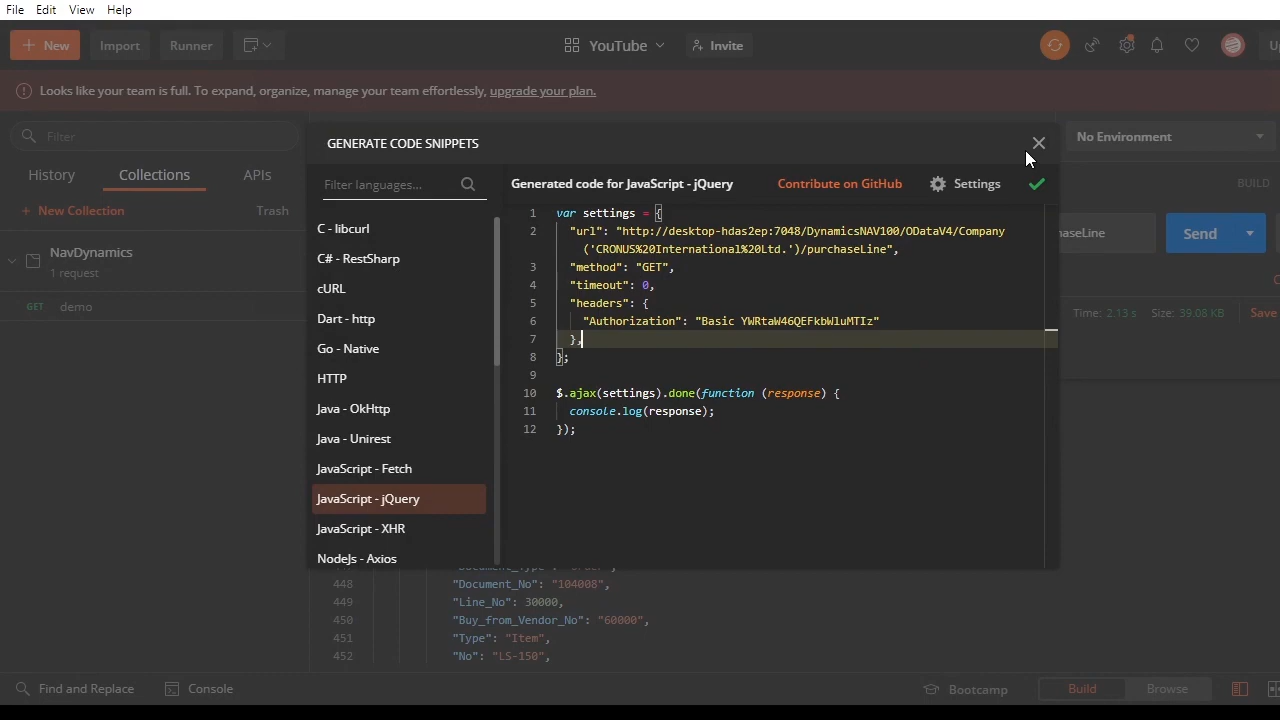 File Edit View Help
New Import Runner YouTube Invite
Looks like your team is full. To expand, organize, manage your team effortlessly, upgrade your plan.
Filter
No Environment
GENERATE CODE SNIPPETS
History Collections APIs
Filter languages...
Generated code for JavaScript - jQuery Contribute on GitHub Settings
BUILD
+ New Collection Trash
NavDynamics
1 request
GET demo
haseLine Send
Time: 2.13 s Size: 39.08 KB Save
C - libcurl
C# - RestSharp
cURL
Dart - http
Go - Native
HTTP
Java - OkHttp
Java - Unirest
JavaScript - Fetch
JavaScript - jQuery
JavaScript - XHR
NodeJs - Axios
1 var settings = {
2 "url": "http://desktop-hdas2ep:7048/DynamicsNAV100/ODataV4/Company
('CRONUS%20International%20Ltd.')/purchaseLine",
3 "method": "GET",
4 "timeout": 0,
5 "headers": {
6 "Authorization": "Basic YWRtaW46QEFkbWluMTIz"
7 },
8 };
9
10 $.ajax(settings).done(function (response) {
11 console.log(response);
12 });
448 "Document_No": "104008",
449 "Line_No": 30000,
450 "Buy_from_Vendor_No": "60000",
451 "Type": "Item",
452 "No": "LS-150",
Find and Replace Console Bootcamp Build Browse